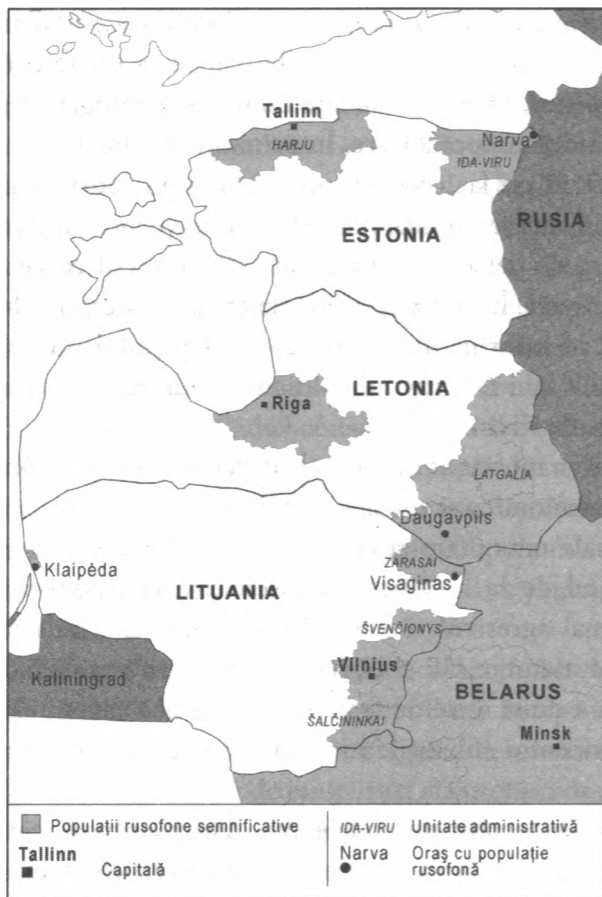 Tallinn
HARJU
Narva
IDA-VIRU
RUSIA
ESTONIA
LETONIA
Riga
LATGALIA
Daugavpils
ZARASAI
Visaginas
Klaipėda
LITUANIA
ŠVENČIONYS
Vilnius
Kaliningrad
BELARUS
ŠALČININKAI
Minsk
Populații rusofone semnificative
Tallinn
Capitală
IDA-VIRU Unitate administrativă
Narva Oraș cu populație
rusofonă